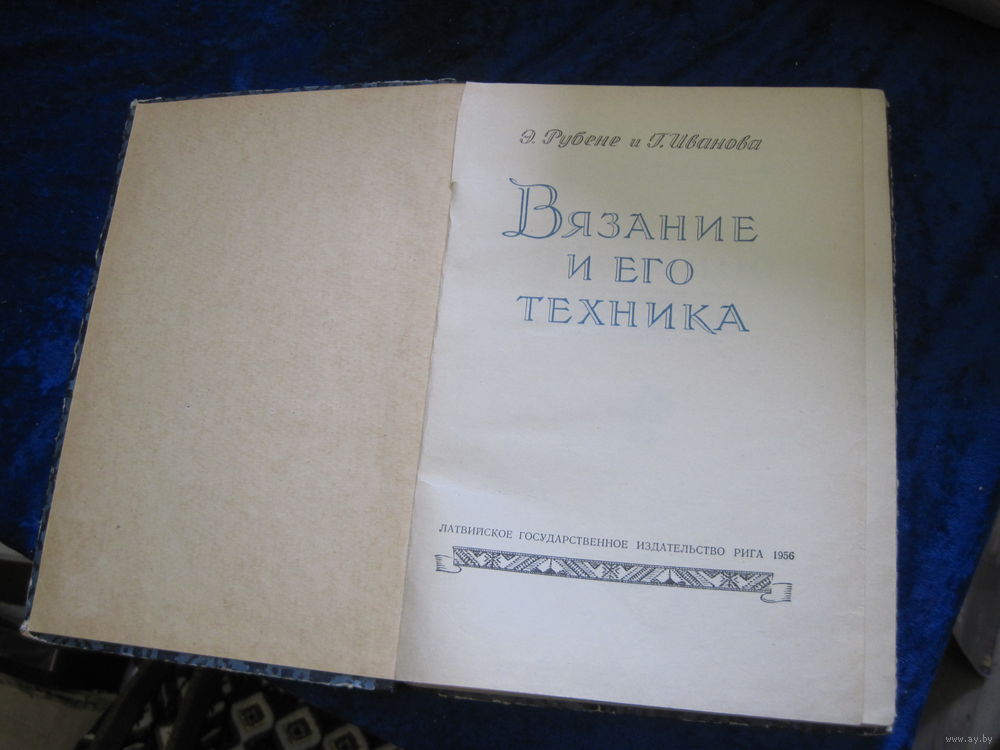 Э. Рубене и Г. Иванова
Вязание
и его
техника
ЛАТВИЙСКОЕ ГОСУДАРСТВЕННОЕ ИЗДАТЕЛЬСТВО РИГА 1956
www.ay.by